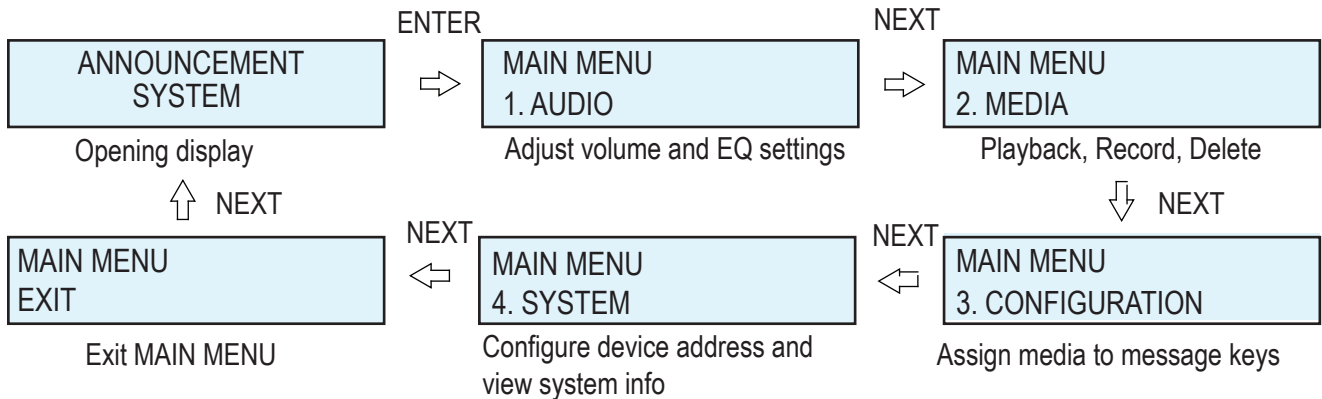 ENTER
NEXT
ANNOUNCEMENT
SYSTEM
MAIN MENU
1. AUDIO
MAIN MENU
2. MEDIA
Opening display
Adjust volume and EQ settings
Playback, Record, Delete
NEXT
NEXT
MAIN MENU
EXIT
NEXT
MAIN MENU
4. SYSTEM
NEXT
MAIN MENU
3. CONFIGURATION
Exit MAIN MENU
Configure device address and
view system info
Assign media to message keys